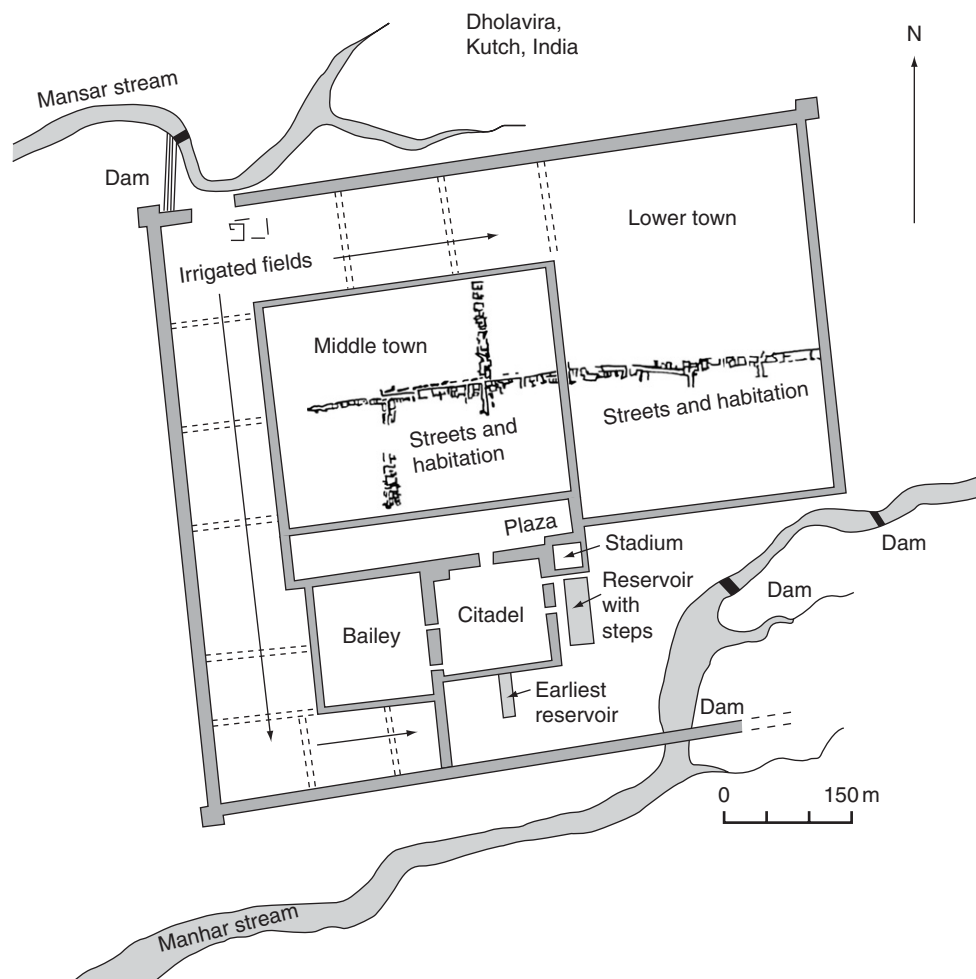 Dholavira,
Kutch, India
N
Mansar stream
Dam
Lower town
Irrigated fields
Middle town
Streets and habitation
Streets and
habitation
Plaza
Stadium
Dam
Reservoir
with
steps
Dam
Citadel
Bailey
Earliest
reservoir
Dam
0 150 m
Manhar stream